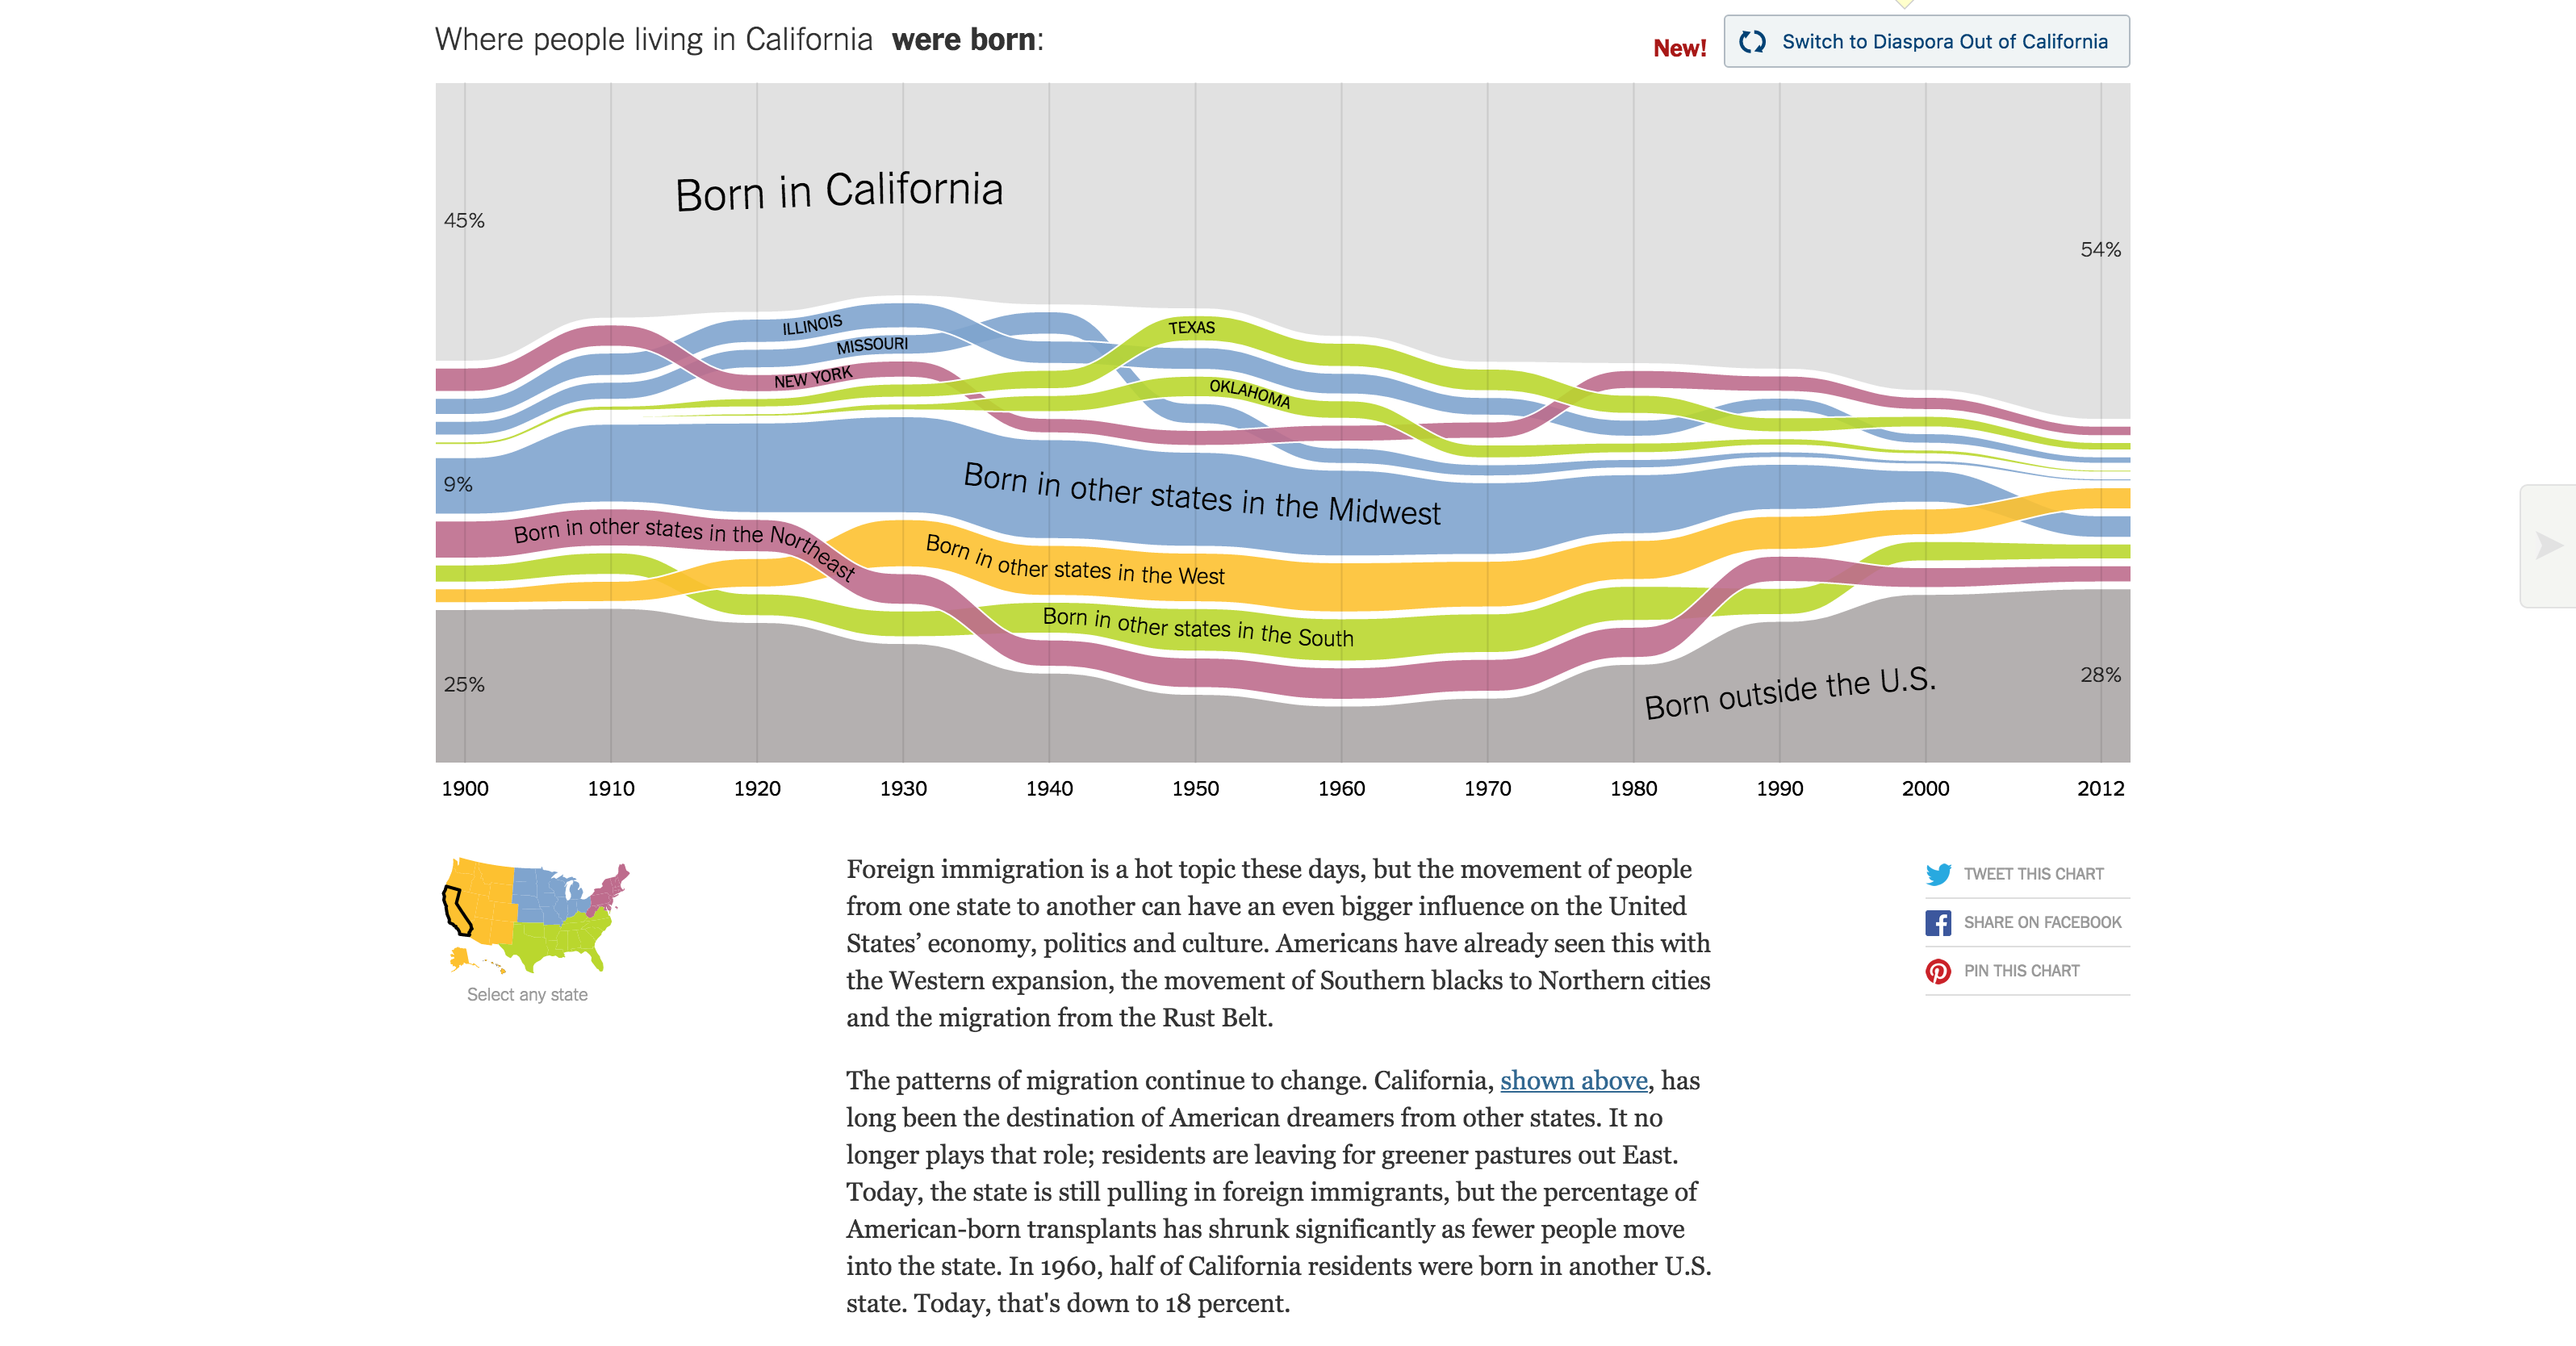 Where people living in California were born:
New!
Switch to Diaspora Out of California
Born in California
45%
54%
ILLINOIS
MISSOURI
NEW YORK
TEXAS
OKLAHOMA
9%
Born in other states in the Midwest
Born in other states in the Northeast
Born in other states in the West
Born in other states in the South
25%
Born outside the U.S.
28%
1900 1910 1920 1930 1940 1950 1960 1970 1980 1990 2000 2012
Select any state
Foreign immigration is a hot topic these days, but the movement of people
from one state to another can have an even bigger influence on the United
States’ economy, politics and culture. Americans have already seen this with
the Western expansion, the movement of Southern blacks to Northern cities
and the migration from the Rust Belt.
The patterns of migration continue to change. California, shown above, has
long been the destination of American dreamers from other states. It no
longer plays that role; residents are leaving for greener pastures out East.
Today, the state is still pulling in foreign immigrants, but the percentage of
American-born transplants has shrunk significantly as fewer people move
into the state. In 1960, half of California residents were born in another U.S.
state. Today, that's down to 18 percent.
TWEET THIS CHART
SHARE ON FACEBOOK
PIN THIS CHART